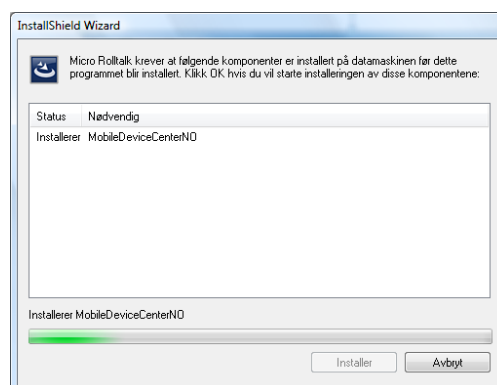 InstallShield Wizard
Micro Rolltalk krever at følgende komponenter er installert på datamaskinen før dette
programmet blir installert. Klikk OK hvis du vil starte installeringen av disse komponentene:
Status Nødvendig
Installerer MobileDeviceCenterNO
Installerer MobileDeviceCenterNO
Installer Avbryt